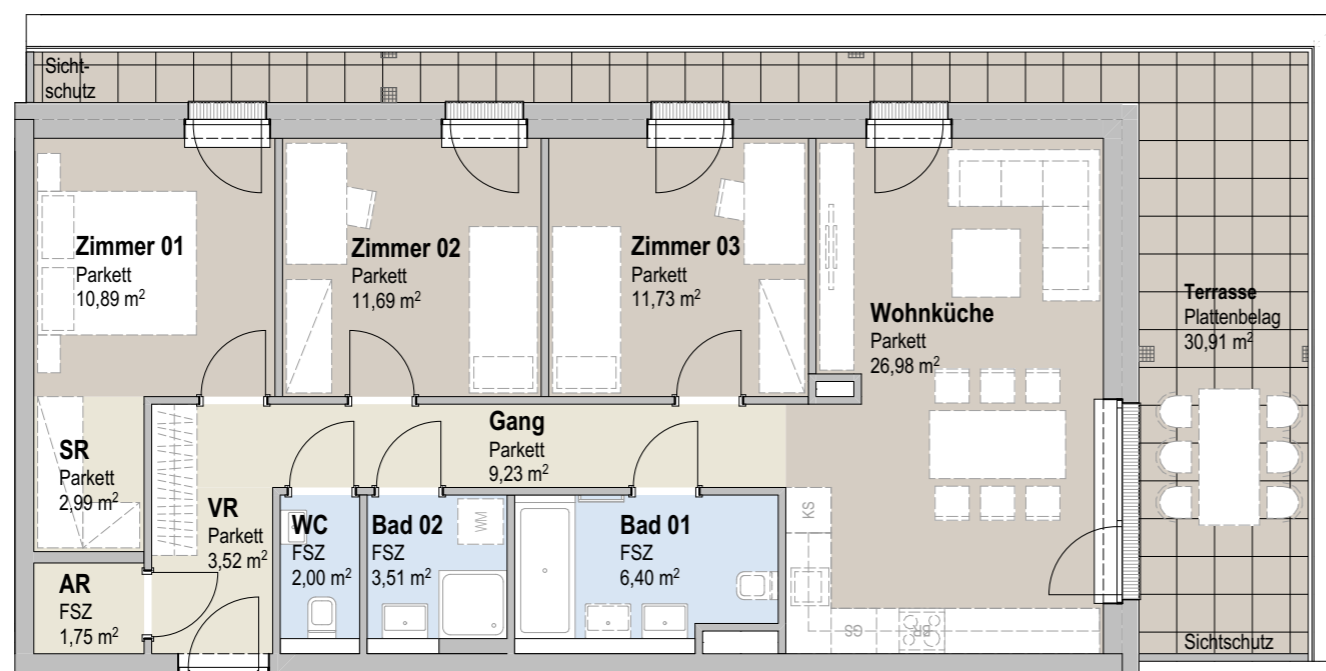 Sicht-
schutz
Zimmer 01
Parkett
10,89 m²
Zimmer 02
Parkett
11,69 m²
Zimmer 03
Parkett
11,73 m²
Wohnküche
Parkett
26,98 m²
Terrasse
Plattenbelag
30,91 m²
SR
Parkett
2,99 m²
Gang
Parkett
9,23 m²
VR
Parkett
3,52 m²
WC
FSZ
2,00 m²
Bad 02
FSZ
3,51 m²
WM
Bad 01
FSZ
6,40 m²
KS
AR
FSZ
1,75 m²
GS
BR
Sichtschutz